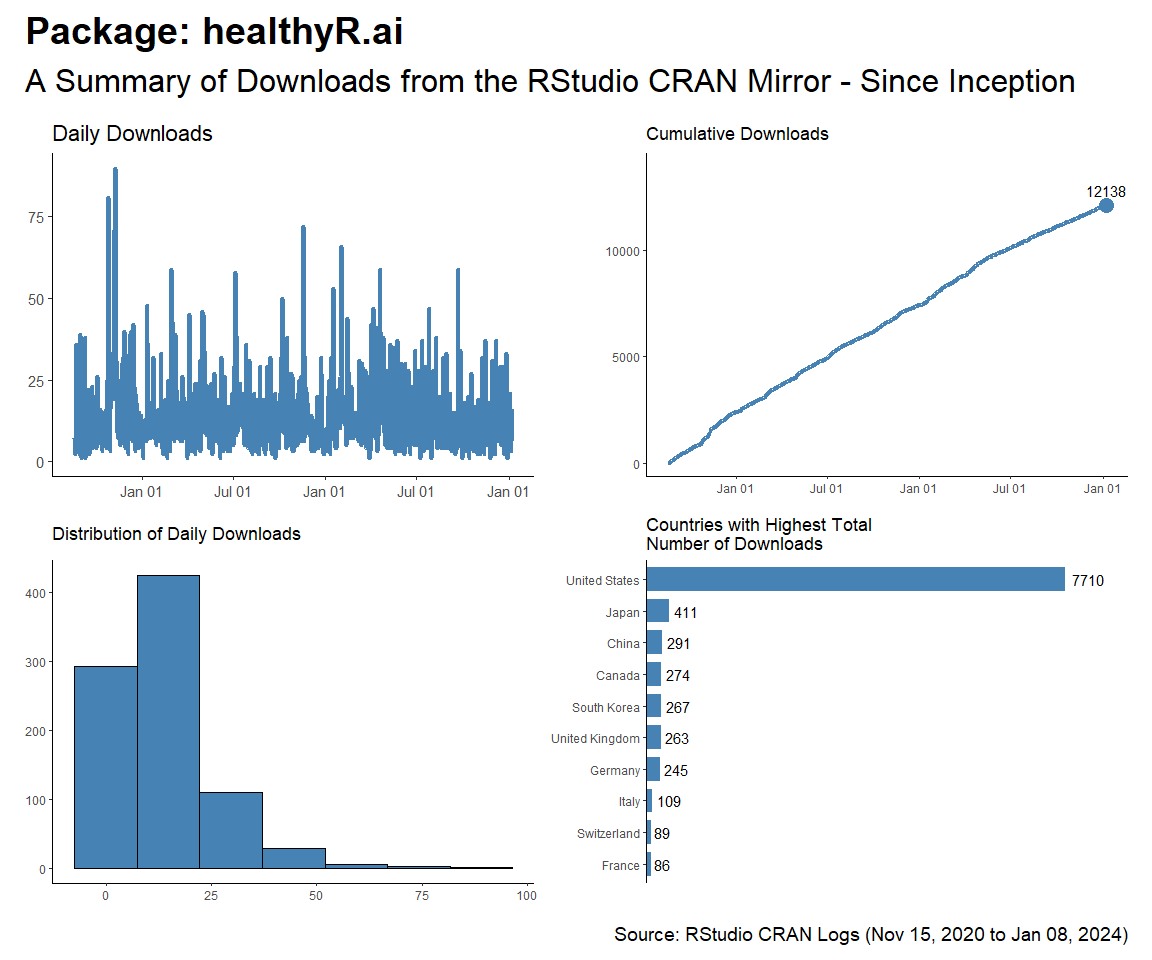 Package: healthyR.ai
A Summary of Downloads from the RStudio CRAN Mirror - Since Inception
Daily Downloads
75
50
25
0
Jan 01 Jul 01 Jan 01 Jul 01 Jan 01
Cumulative Downloads
12138
10000
5000
0
Jan 01 Jul 01 Jan 01 Jul 01 Jan 01
Distribution of Daily Downloads
400
300
200
100
0
0 25 50 75 100
Countries with Highest Total
Number of Downloads
United States 7710
Japan 411
China 291
Canada 274
South Korea 267
United Kingdom 263
Germany 245
Italy 109
Switzerland 89
France 86
Source: RStudio CRAN Logs (Nov 15, 2020 to Jan 08, 2024)